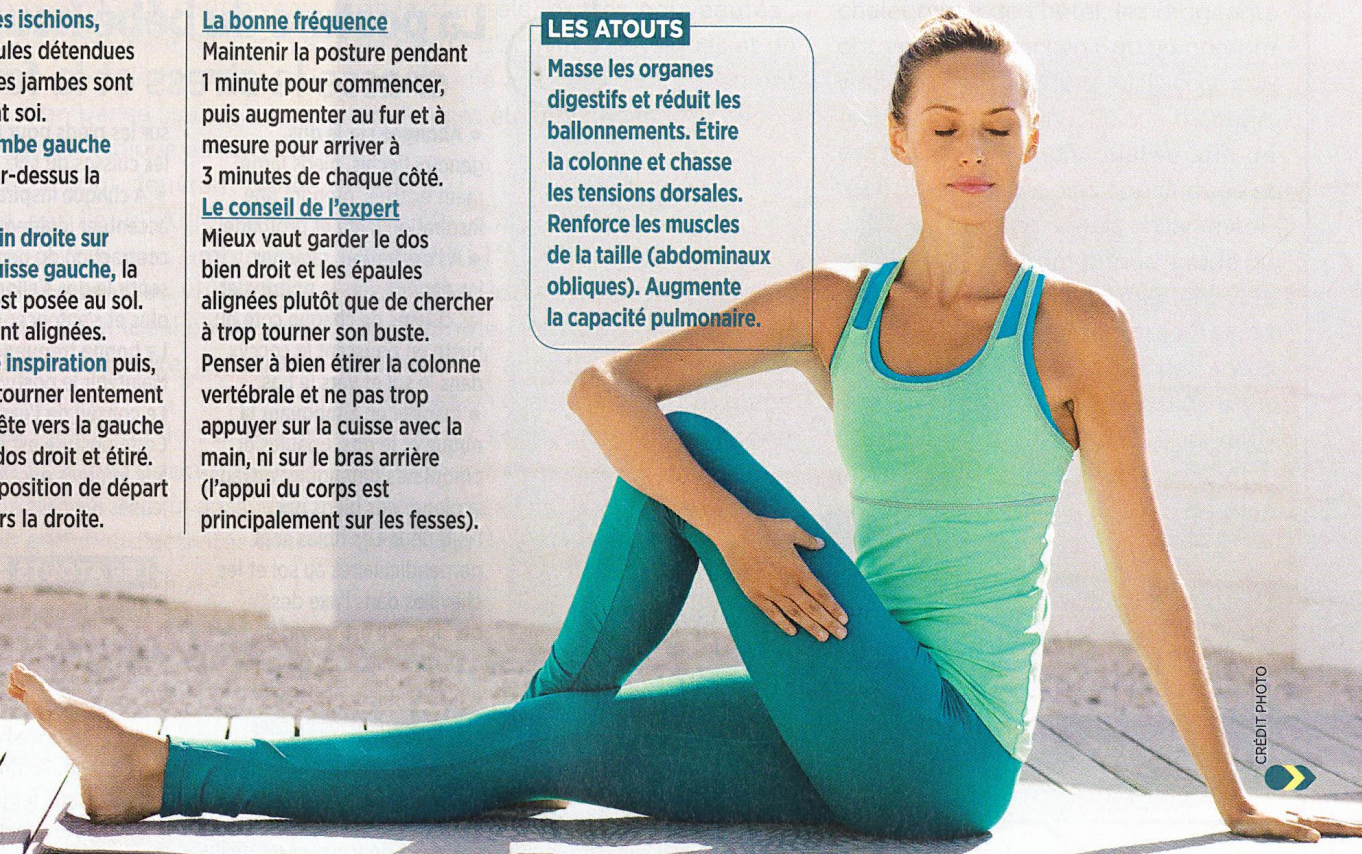 es ischions,
ules détendues
es jambes sont
t soi.
mbe gauche
r-dessus la
in droite sur
uisse gauche, la
est posée au sol.
nt alignées.
inspiration puis,
tourner lentement
ête vers la gauche
dos droit et étiré.
position de départ
rs la droite.
La bonne fréquence
Maintenir la posture pendant
1 minute pour commencer,
puis augmenter au fur et à
mesure pour arriver à
3 minutes de chaque côté.
Le conseil de l'expert
Mieux vaut garder le dos
bien droit et les épaules
alignées plutôt que de chercher
à trop tourner son buste.
Penser à bien étirer la colonne
vertébrale et ne pas trop
appuyer sur la cuisse avec la
main, ni sur le bras arrière
(l'appui du corps est
principalement sur les fesses).
LES ATOUTS
Masse les organes
digestifs et réduit les
ballonnements. Étire
la colonne et chasse
les tensions dorsales.
Renforce les muscles
de la taille (abdominaux
obliques). Augmente
la capacité pulmonaire.
CRÉDIT PHOTO